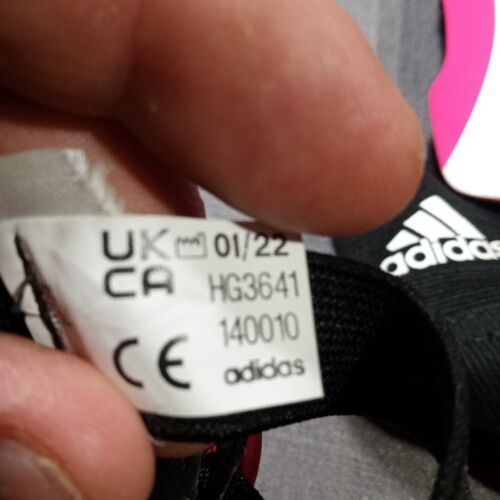 UK 01/22
CA HG3641
140010
CE adidas
adidas